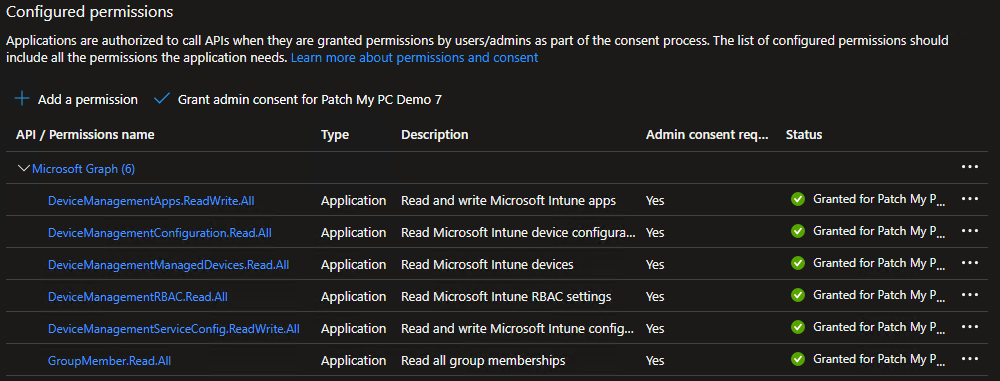 Configured permissions
Applications are authorized to call APIs when they are granted permissions by users/admins as part of the consent process. The list of configured permissions should
include all the permissions the application needs. Learn more about permissions and consent
Add a permission Grant admin consent for Patch My PC Demo 7
API / Permissions name Type Description Admin consent req... Status
Microsoft Graph (6)
DeviceManagementApps.ReadWrite.All Application Read and write Microsoft Intune apps Yes Granted for Patch My P...
DeviceManagementConfiguration.Read.All Application Read Microsoft Intune device configura... Yes Granted for Patch My P...
DeviceManagementManagedDevices.Read.All Application Read Microsoft Intune devices Yes Granted for Patch My P...
DeviceManagementRBAC.Read.All Application Read Microsoft Intune RBAC settings Yes Granted for Patch My P...
DeviceManagementServiceConfig.ReadWrite.All Application Read and write Microsoft Intune config... Yes Granted for Patch My P...
GroupMember.Read.All Application Read all group memberships Yes Granted for Patch My P...